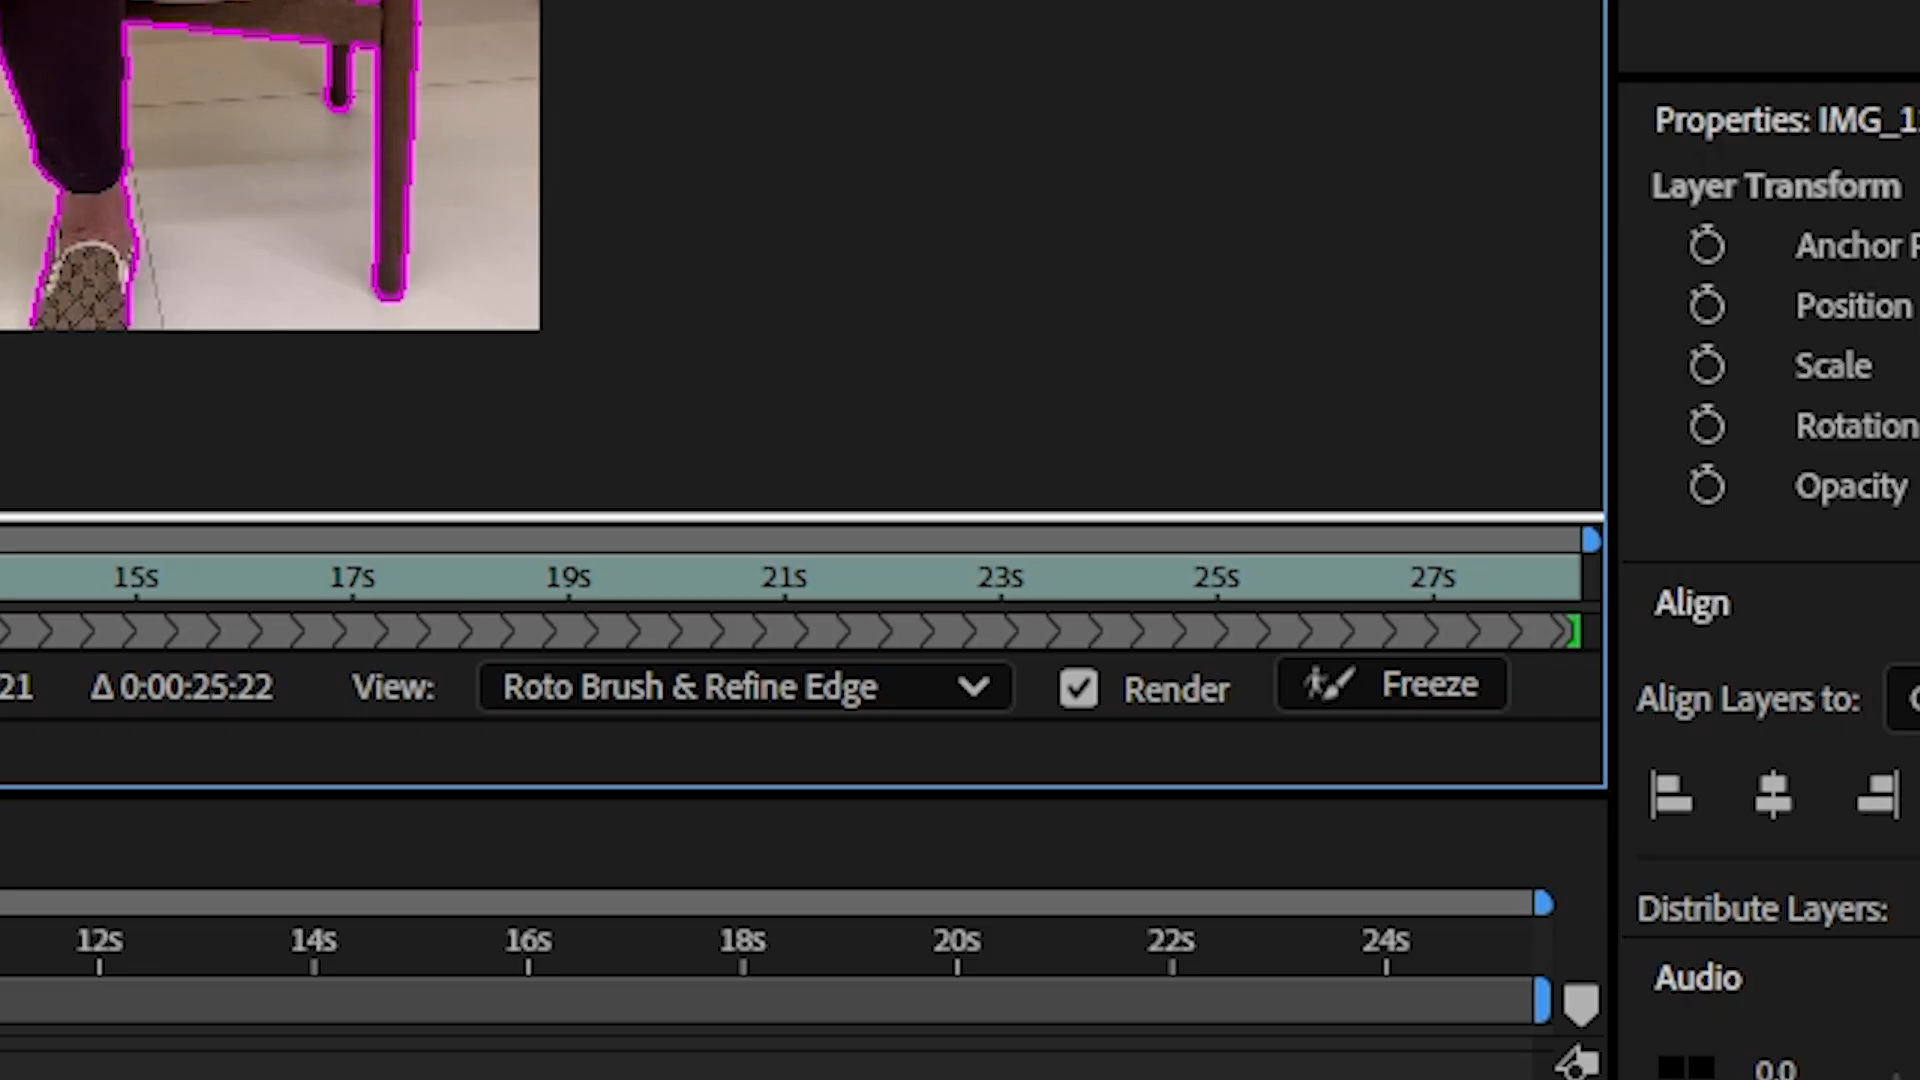 Properties: IMG_1
Layer Transform
Anchor
Position
Scale
Rotation
Opacity
15s 17s 19s 21s 23s 25s 27s
21 Δ 0:00:25:22 View: Roto Brush & Refine Edge Render Freeze
Align
Align Layers to:
12s 14s 16s 18s 20s 22s 24s
Distribute Layers:
Audio
0.0